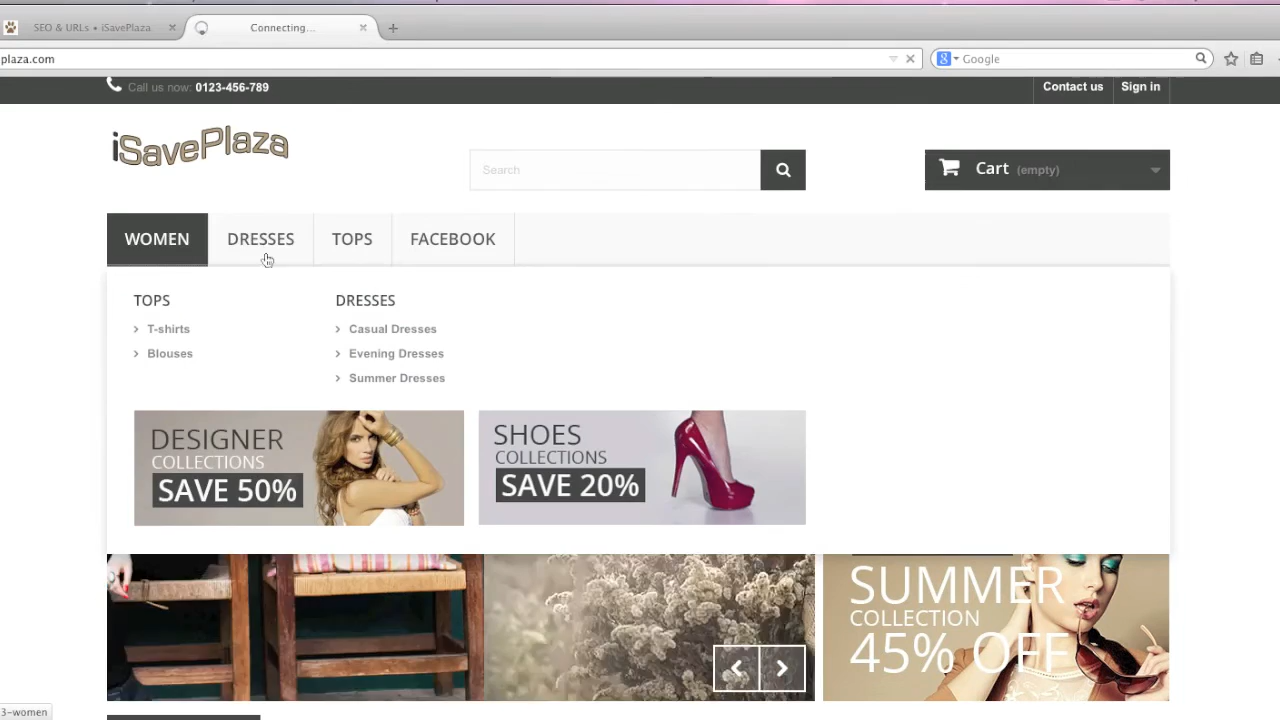 SEO & URLs • iSavePlaza
Connecting...
plaza.com
Google
Call us now: 0123-456-789
Contact us
Sign in
iSavePlaza
Search
Cart (empty)
WOMEN
DRESSES
TOPS
FACEBOOK
TOPS
T-shirts
Blouses
DRESSES
Casual Dresses
Evening Dresses
Summer Dresses
DESIGNER
COLLECTIONS
SAVE 50%
SHOES
COLLECTIONS
SAVE 20%
SUMMER
COLLECTION
45% OFF
3-women